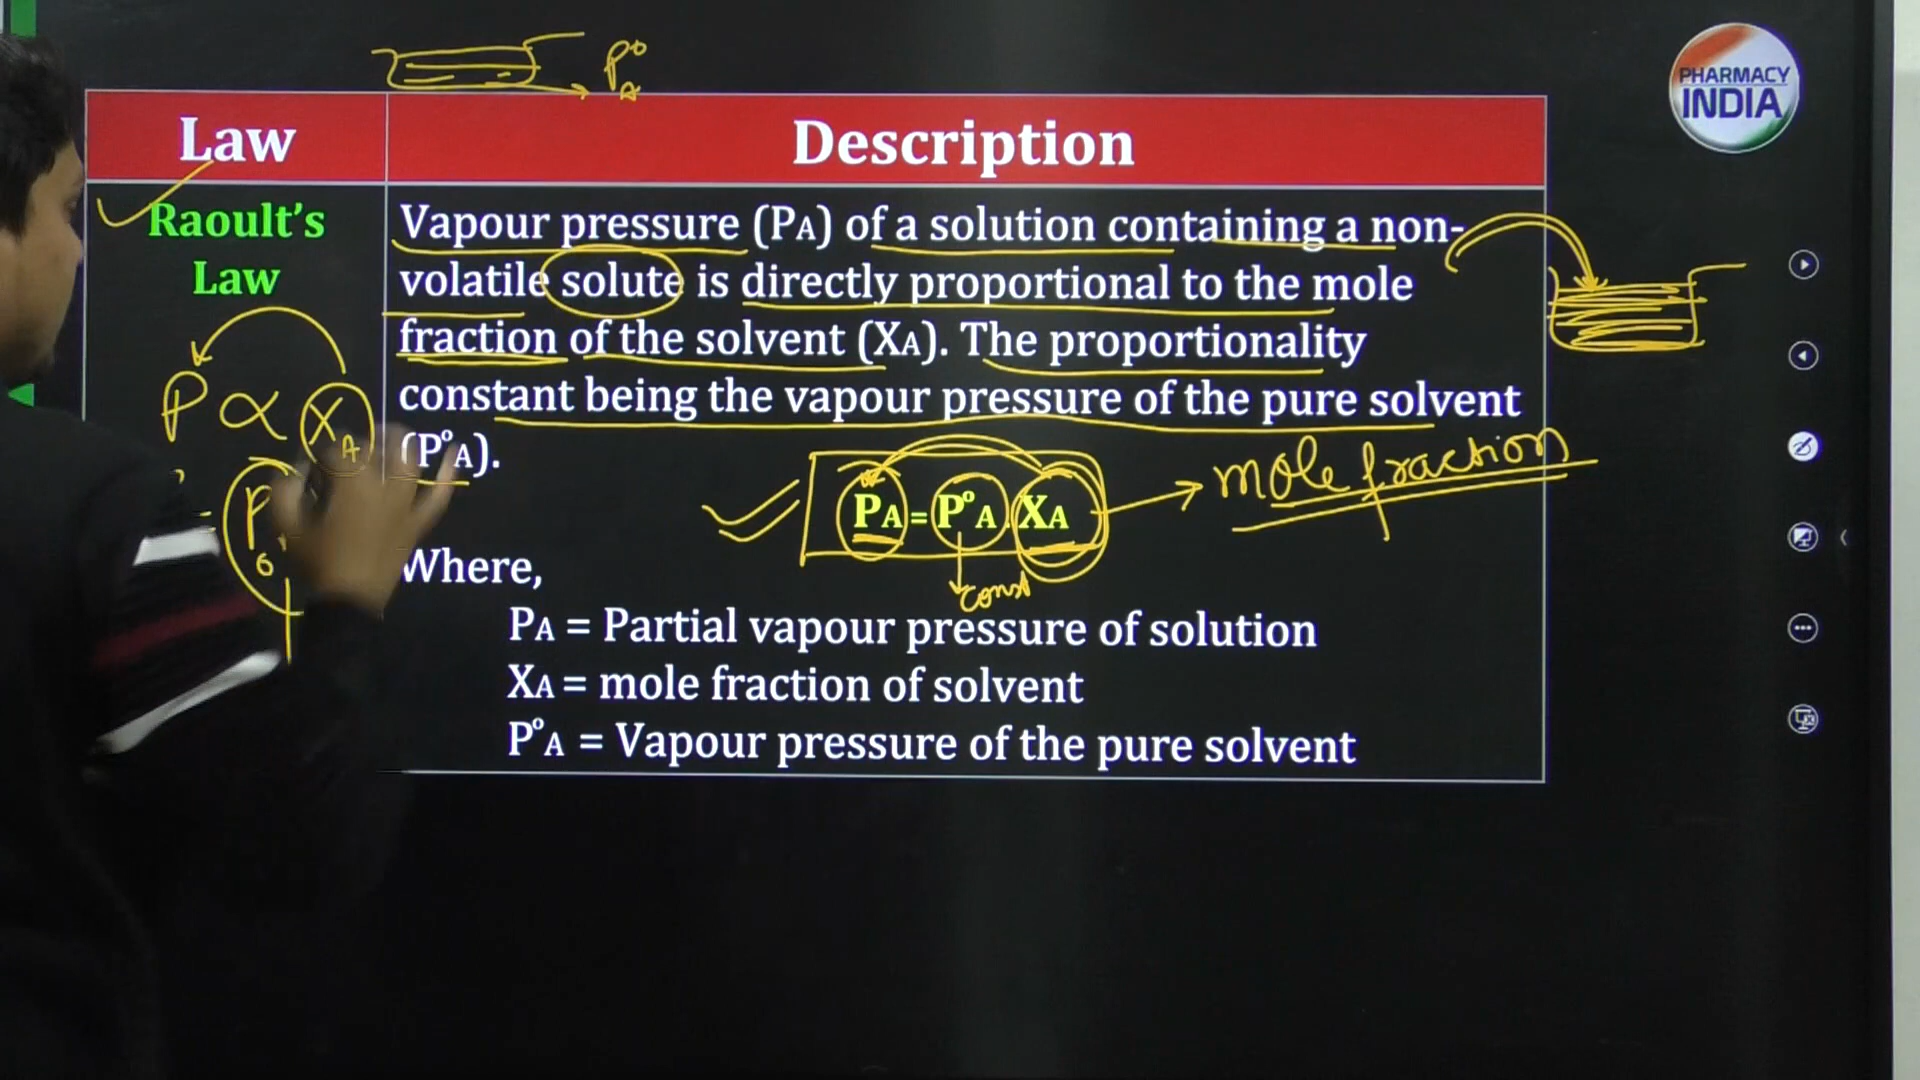 P°A
PHARMACY
INDIA
Law
Description
Raoult's
Law
Vapour pressure (PA) of a solution containing a non-
volatile solute is directly proportional to the mole
fraction of the solvent (XA). The proportionality
constant being the vapour pressure of the pure solvent
(P°A).
P ∝ XA
mole fraction
PA = P°A XA
const
Where,
PA = Partial vapour pressure of solution
XA = mole fraction of solvent
P°A = Vapour pressure of the pure solvent